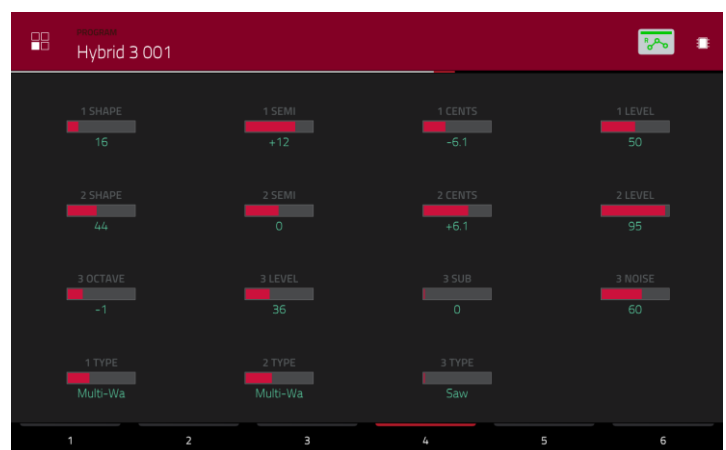 PROGRAM
Hybrid 3 001
1 SHAPE 1 SEMI 1 CENTS 1 LEVEL
16 +12 -6.1 50
2 SHAPE 2 SEMI 2 CENTS 2 LEVEL
44 0 +6.1 95
3 OCTAVE 3 LEVEL 3 SUB 3 NOISE
-1 36 0 60
1 TYPE 2 TYPE 3 TYPE
Multi-Wa Multi-Wa Saw
1 2 3 4 5 6